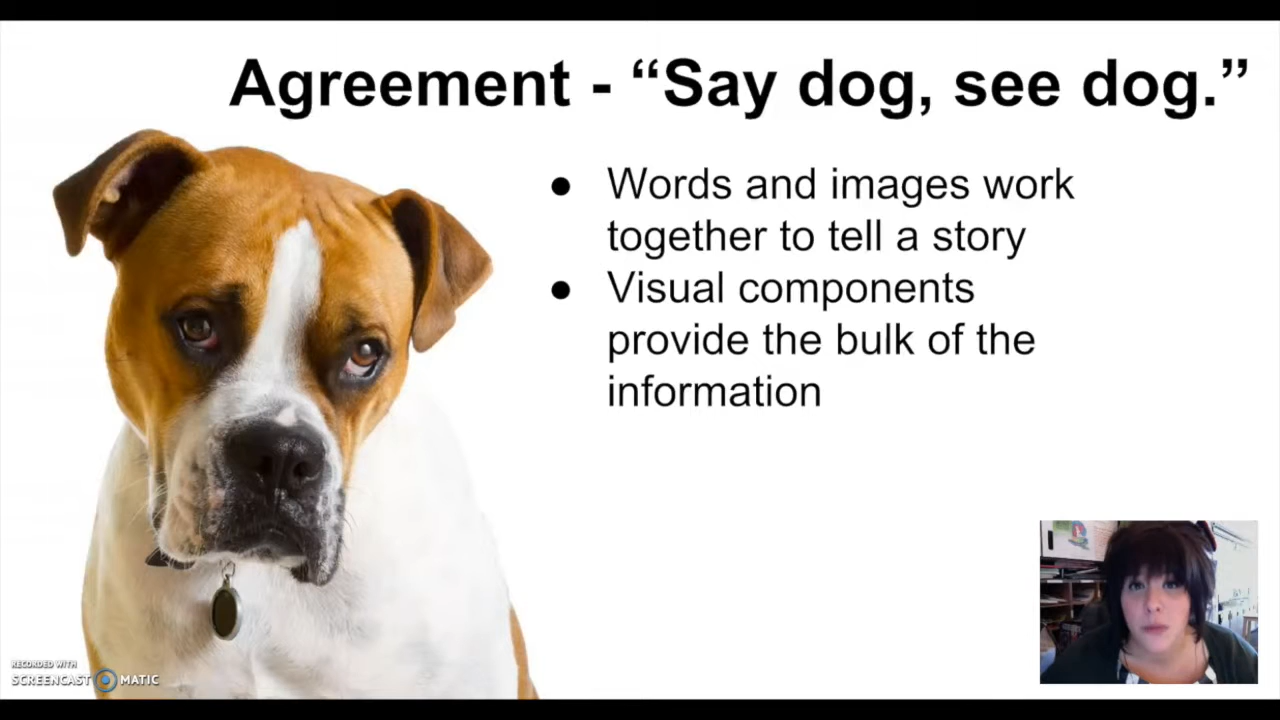 Agreement - “Say dog, see dog.”
● Words and images work
together to tell a story
● Visual components
provide the bulk of the
information
RECORDED WITH
SCREENCAST MATIC